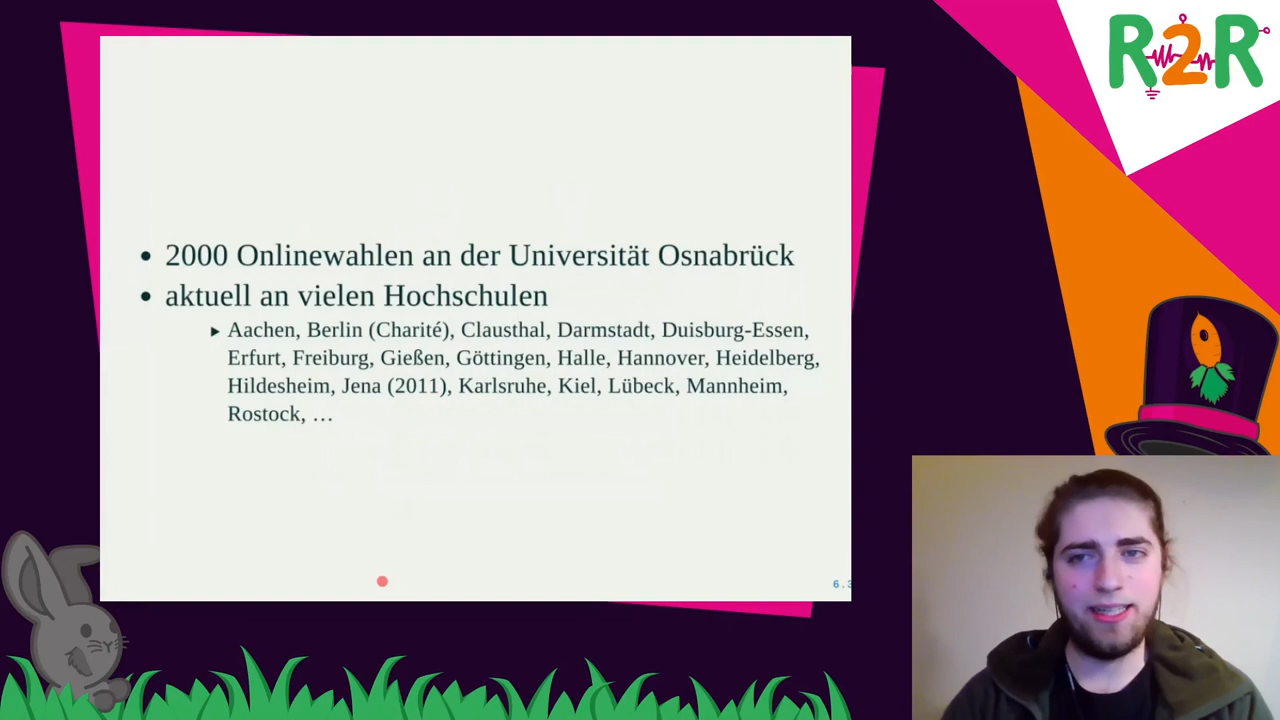 R2R
• 2000 Onlinewahlen an der Universität Osnabrück
• aktuell an vielen Hochschulen
▸ Aachen, Berlin (Charité), Clausthal, Darmstadt, Duisburg-Essen,
Erfurt, Freiburg, Gießen, Göttingen, Halle, Hannover, Heidelberg,
Hildesheim, Jena (2011), Karlsruhe, Kiel, Lübeck, Mannheim,
Rostock, …